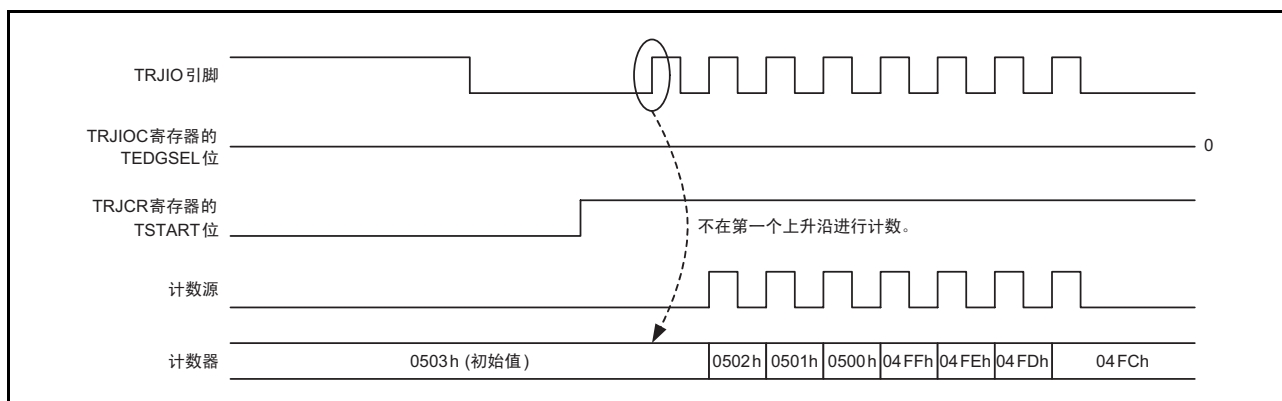 TRJIO引脚
TRJIOC寄存器的
TEDGSEL位
0
TRJCR寄存器的
TSTART位
不在第一个上升沿进行计数。
计数源
计数器
0503h (初始值)
0502h
0501h
0500h
04FFh
04FEh
04FDh
04FCh